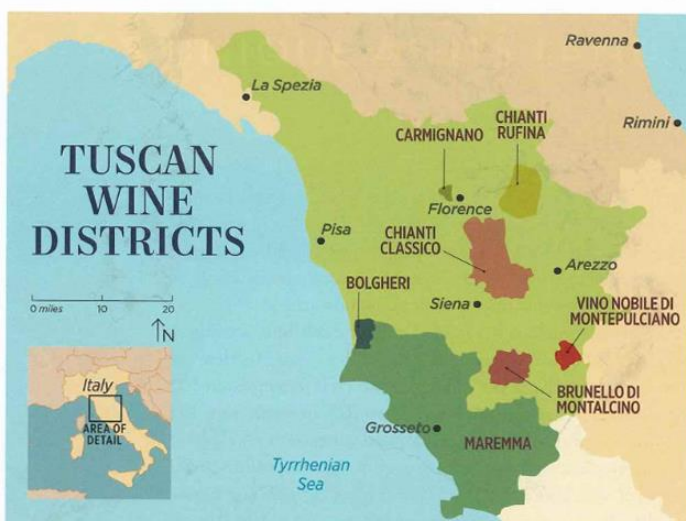 Ravenna
La Spezia
CHIANTI
RUFINA
CARMIGNANO
Rimini
TUSCAN
WINE
DISTRICTS
Florence
Pisa
CHIANTI
CLASSICO
Arezzo
BOLGHERI
Siena
VINO NOBILE DI
MONTEPULCIANO
0 miles 10 20
N
Italy
AREA OF
DETAIL
BRUNELLO DI
MONTALCINO
Grosseto
MAREMMA
Tyrrhenian
Sea